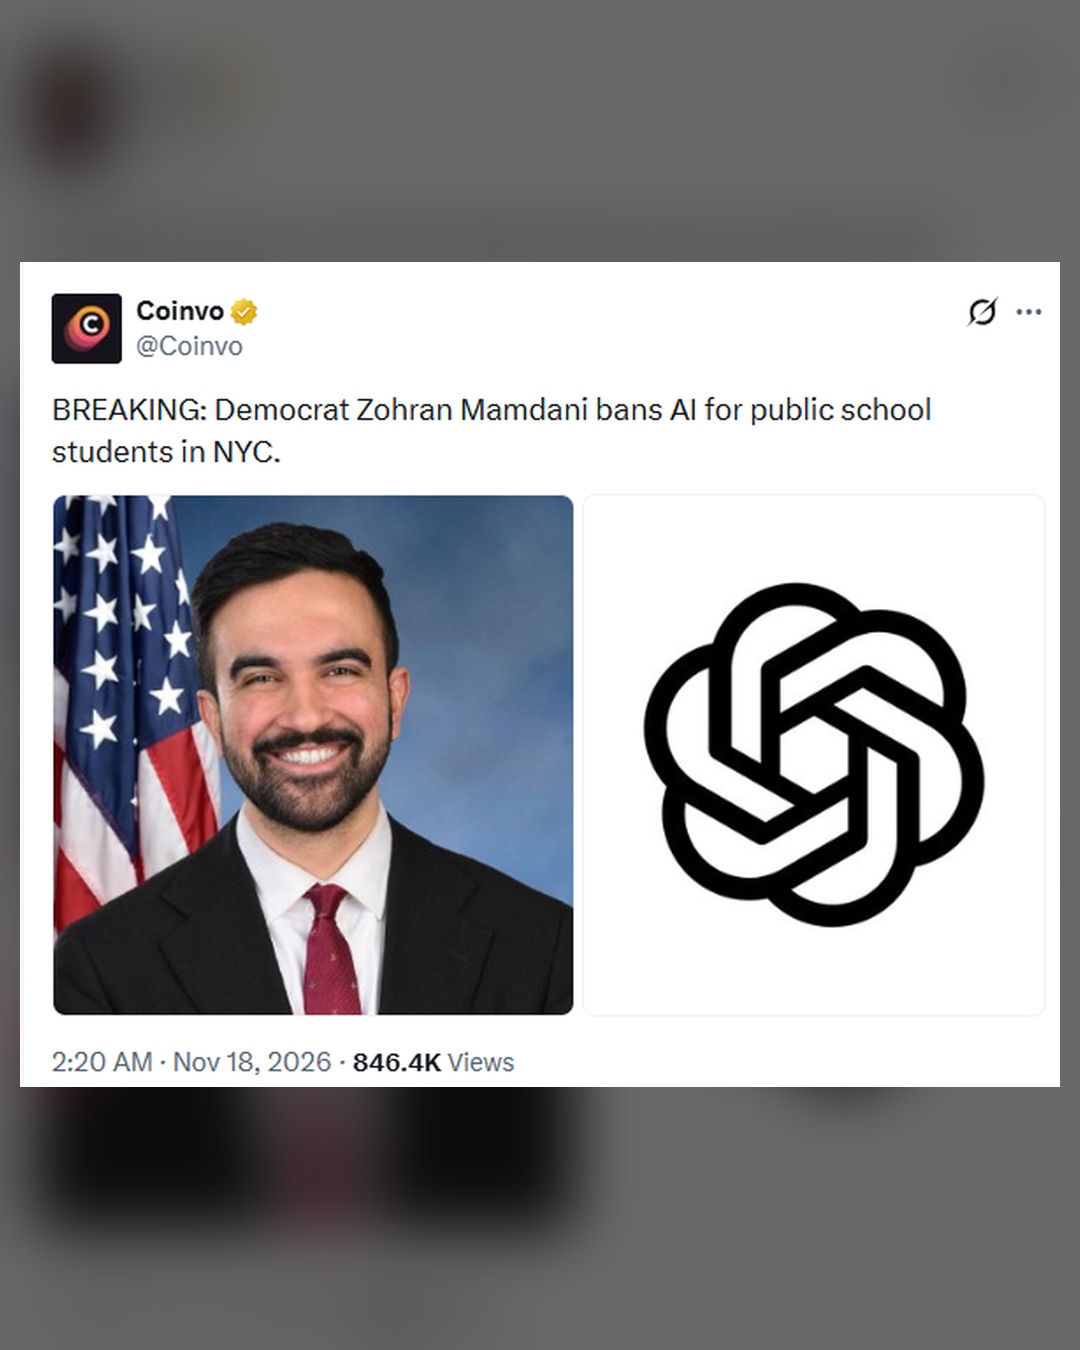 Coinvo
@Coinvo
BREAKING: Democrat Zohran Mamdani bans AI for public school
students in NYC.
2:20 AM · Nov 18, 2026 · 846.4K Views